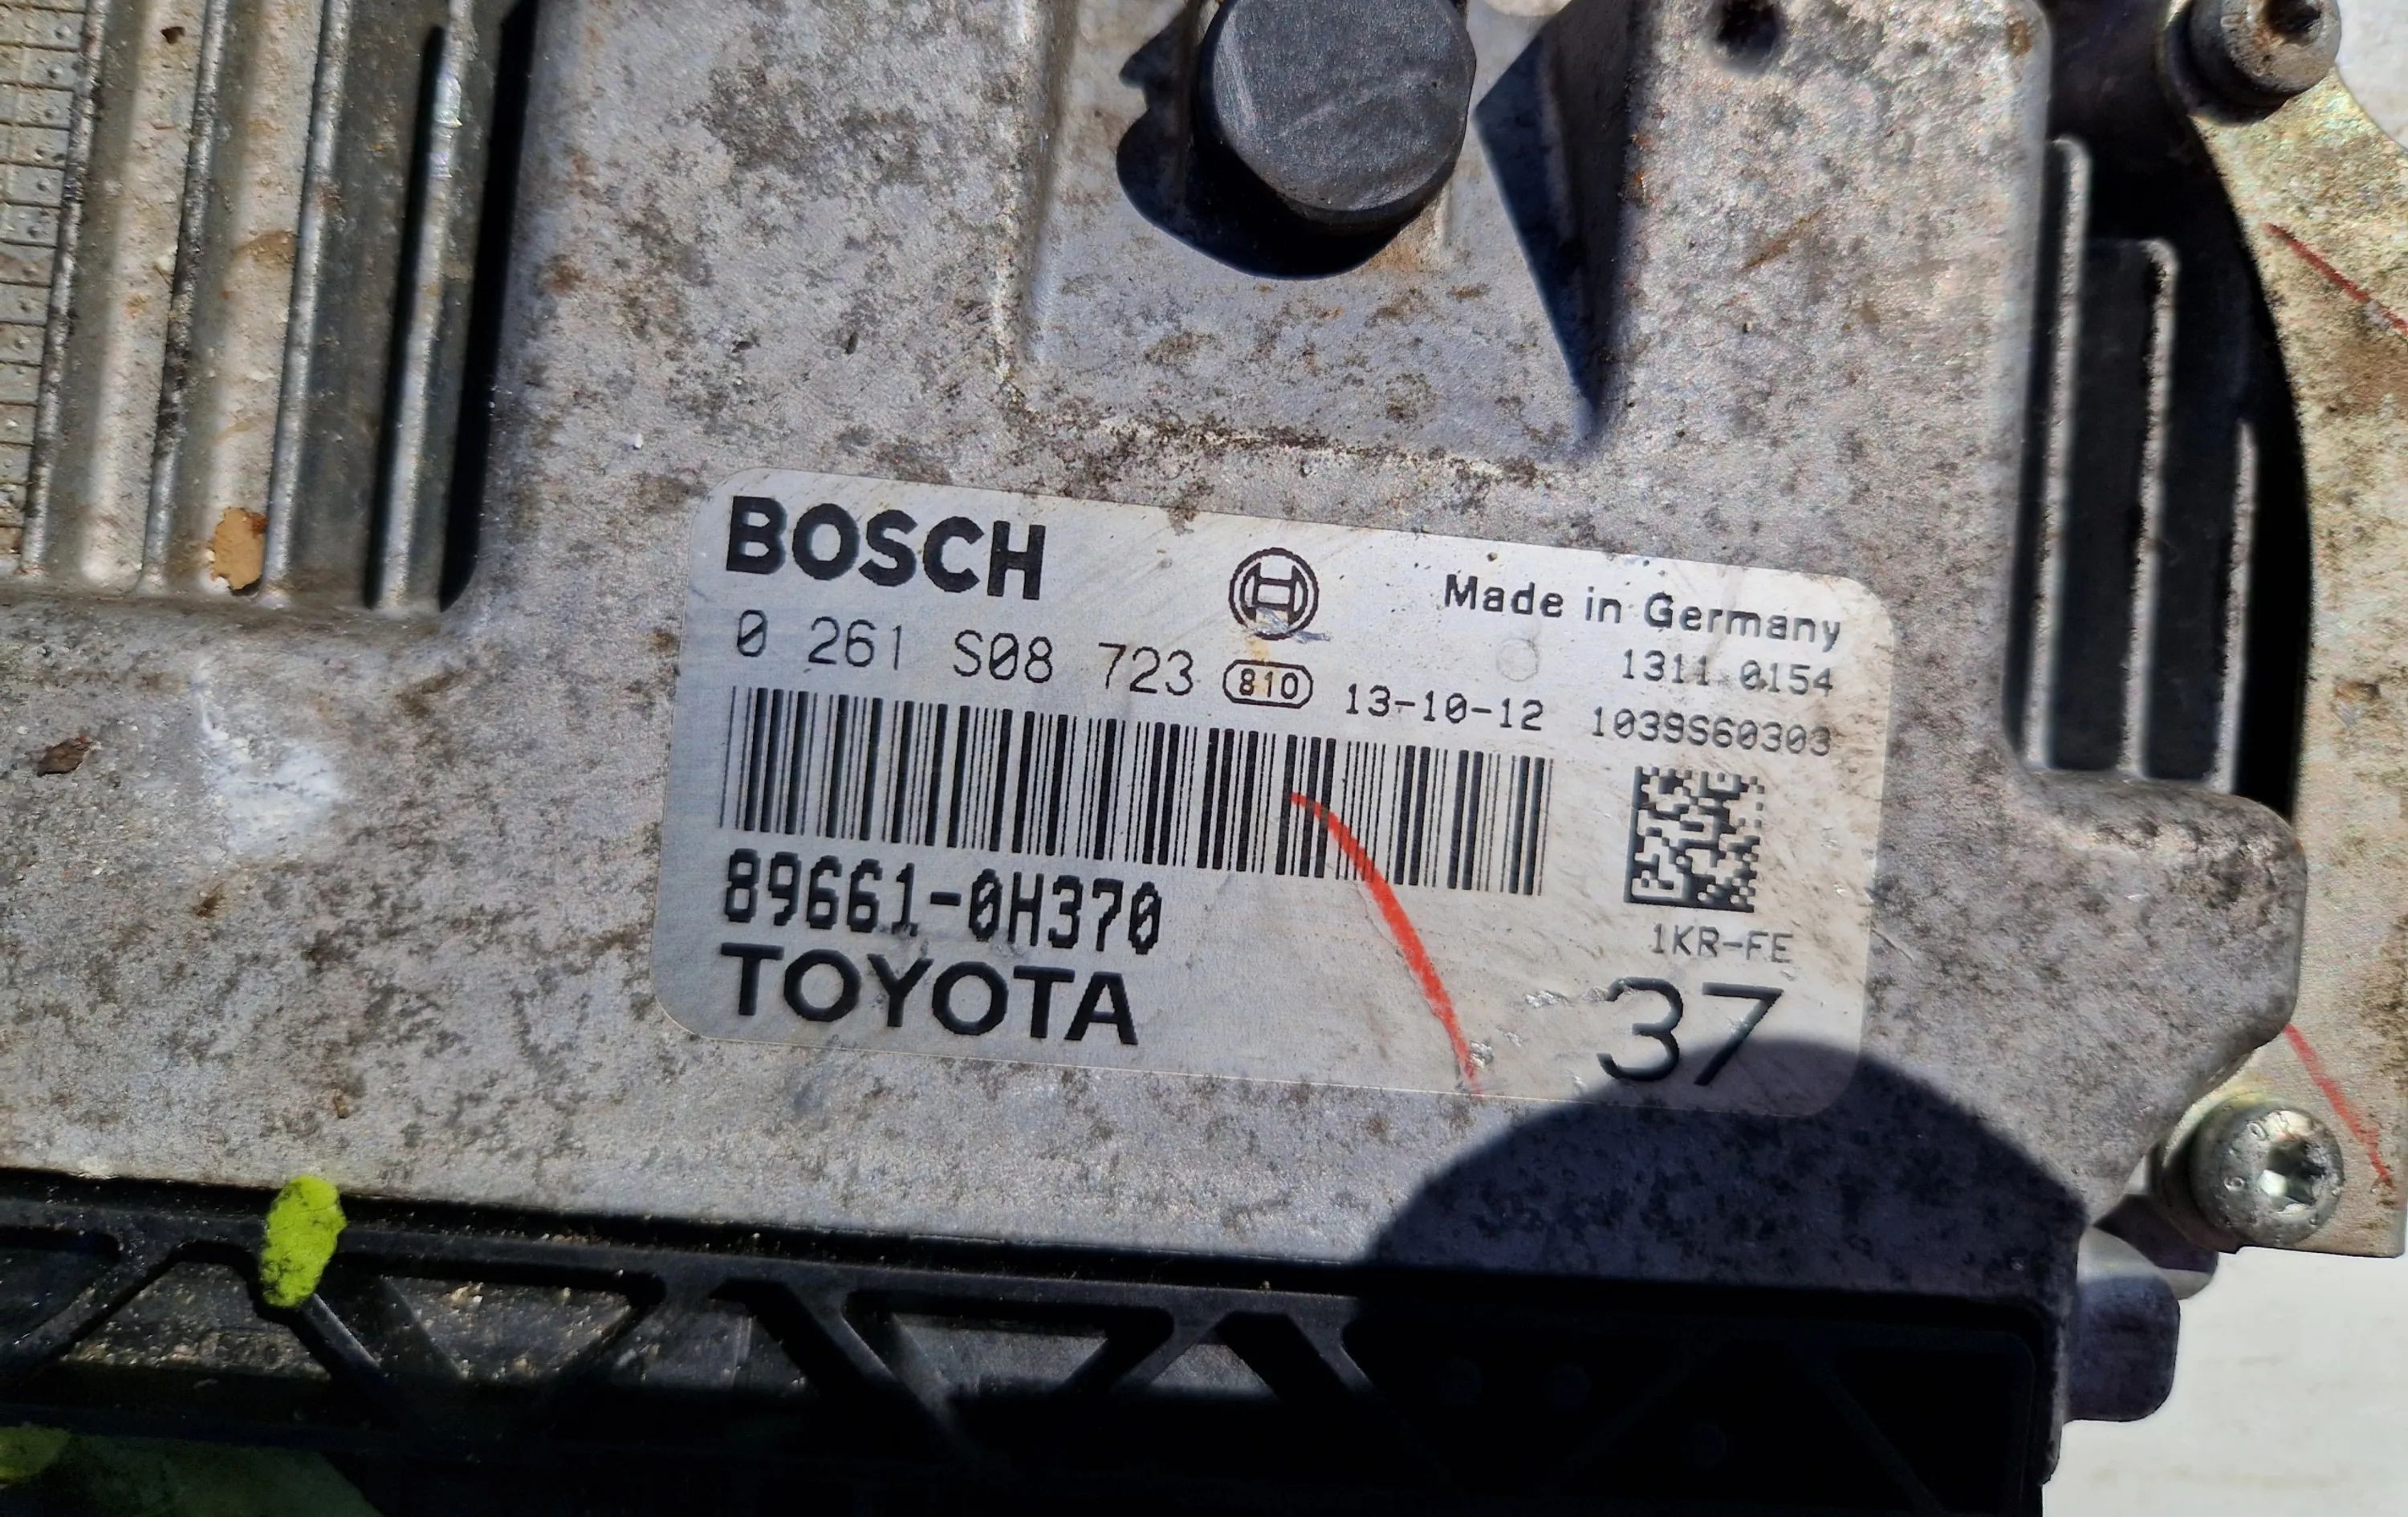 BOSCH
Made in Germany
0 261 S08 723 810 13-10-12 1311 0154
1039S60303
89661-0H370
1KR-FE
TOYOTA
37